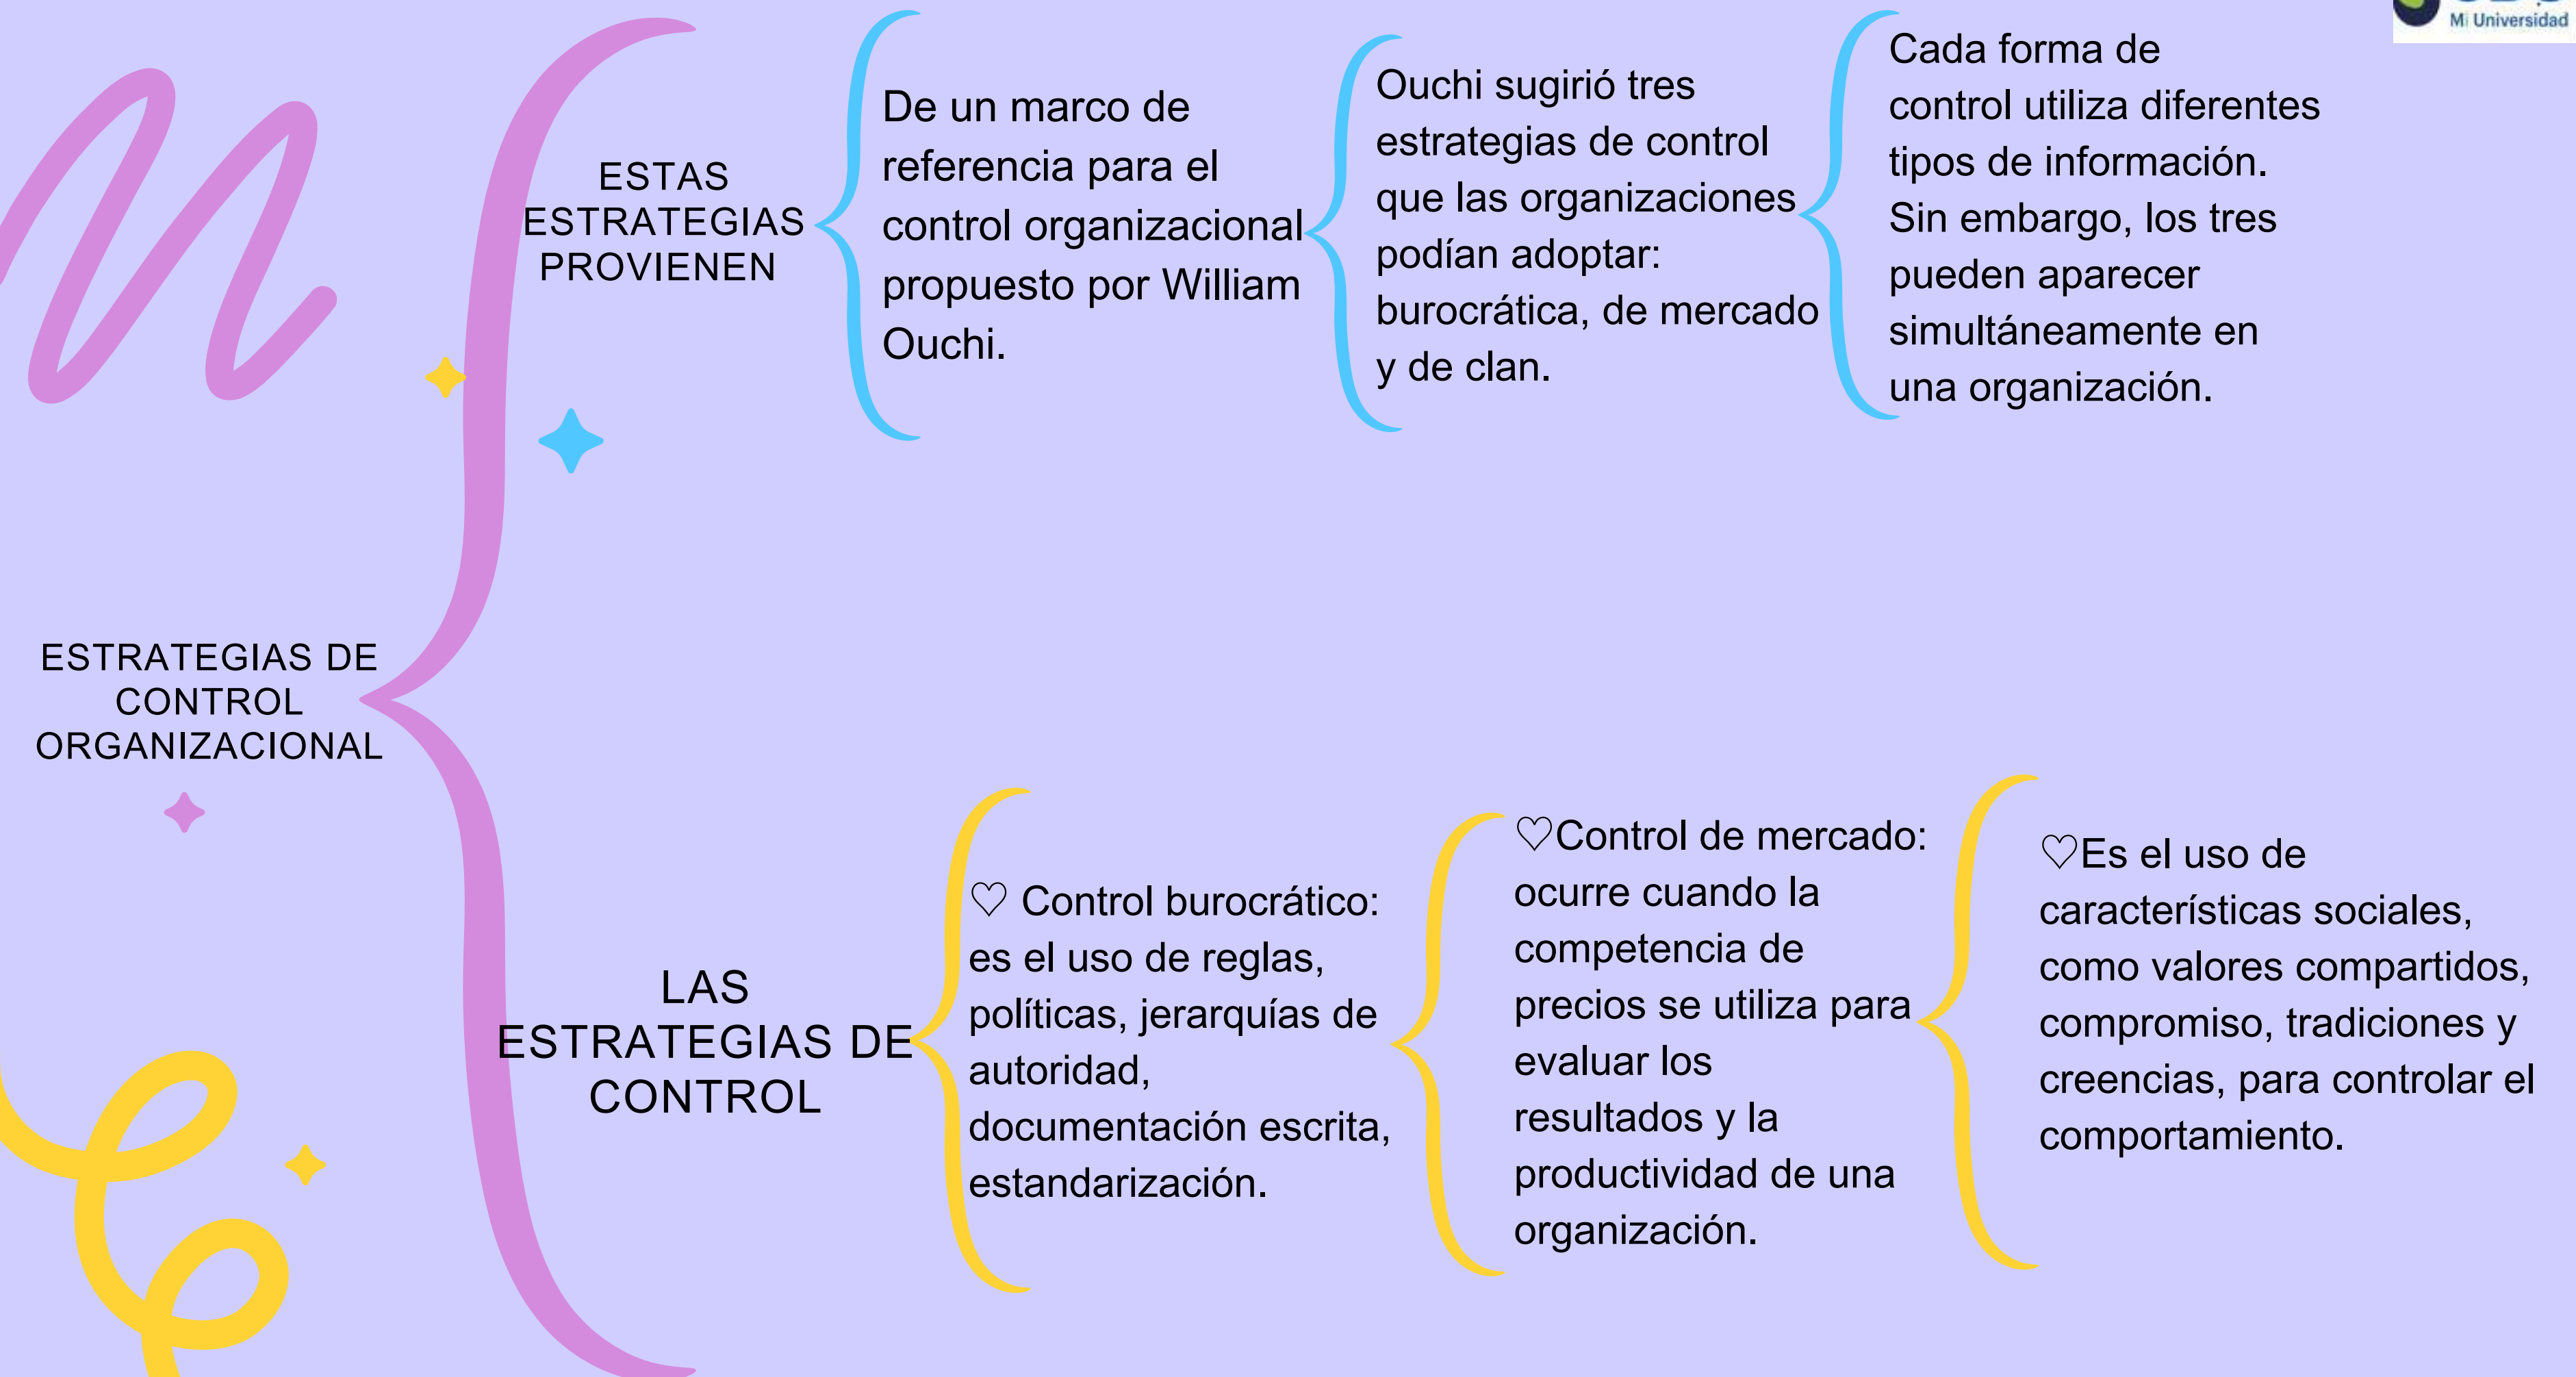 Mi Universidad
ESTRATEGIAS DE
CONTROL
ORGANIZACIONAL
ESTAS
ESTRATEGIAS
PROVIENEN
De un marco de
referencia para el
control organizacional
propuesto por William
Ouchi.
Ouchi sugirió tres
estrategias de control
que las organizaciones
podían adoptar:
burocrática, de mercado
y de clan.
Cada forma de
control utiliza diferentes
tipos de información.
Sin embargo, los tres
pueden aparecer
simultáneamente en
una organización.
LAS
ESTRATEGIAS DE
CONTROL
♡ Control burocrático:
es el uso de reglas,
políticas, jerarquías de
autoridad,
documentación escrita,
estandarización.
♡Control de mercado:
ocurre cuando la
competencia de
precios se utiliza para
evaluar los
resultados y la
productividad de una
organización.
♡Es el uso de
características sociales,
como valores compartidos,
compromiso, tradiciones y
creencias, para controlar el
comportamiento.